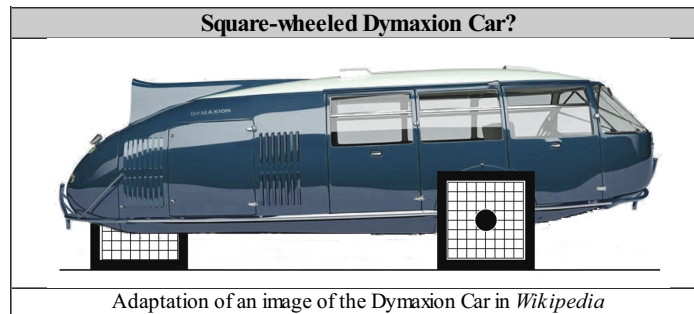 Square-wheeled Dymaxion Car?
DYMAXION
Adaptation of an image of the Dymaxion Car in Wikipedia